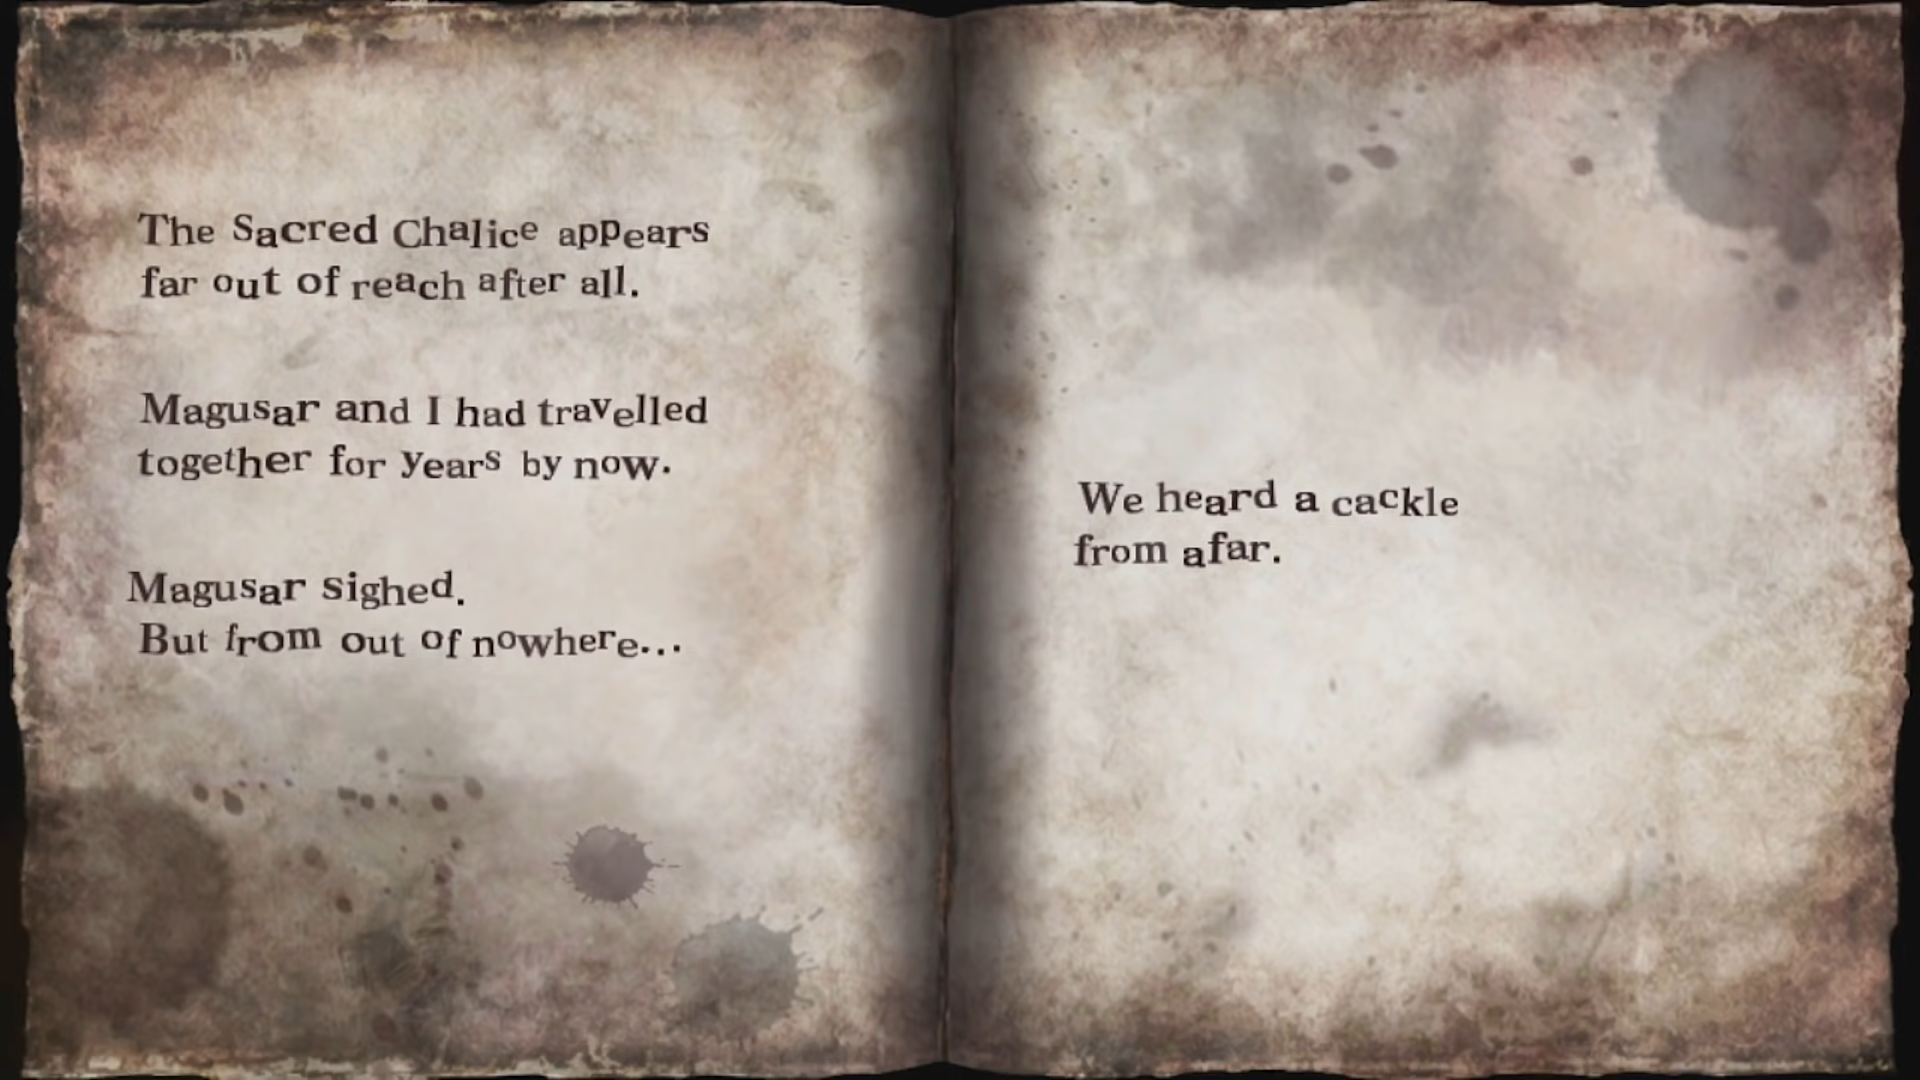 The Sacred Chalice appears
far out of reach after all.
Magusar and I had travelled
together for years by now.
Magusar sighed.
But from out of nowhere...
We heard a cackle
from afar.